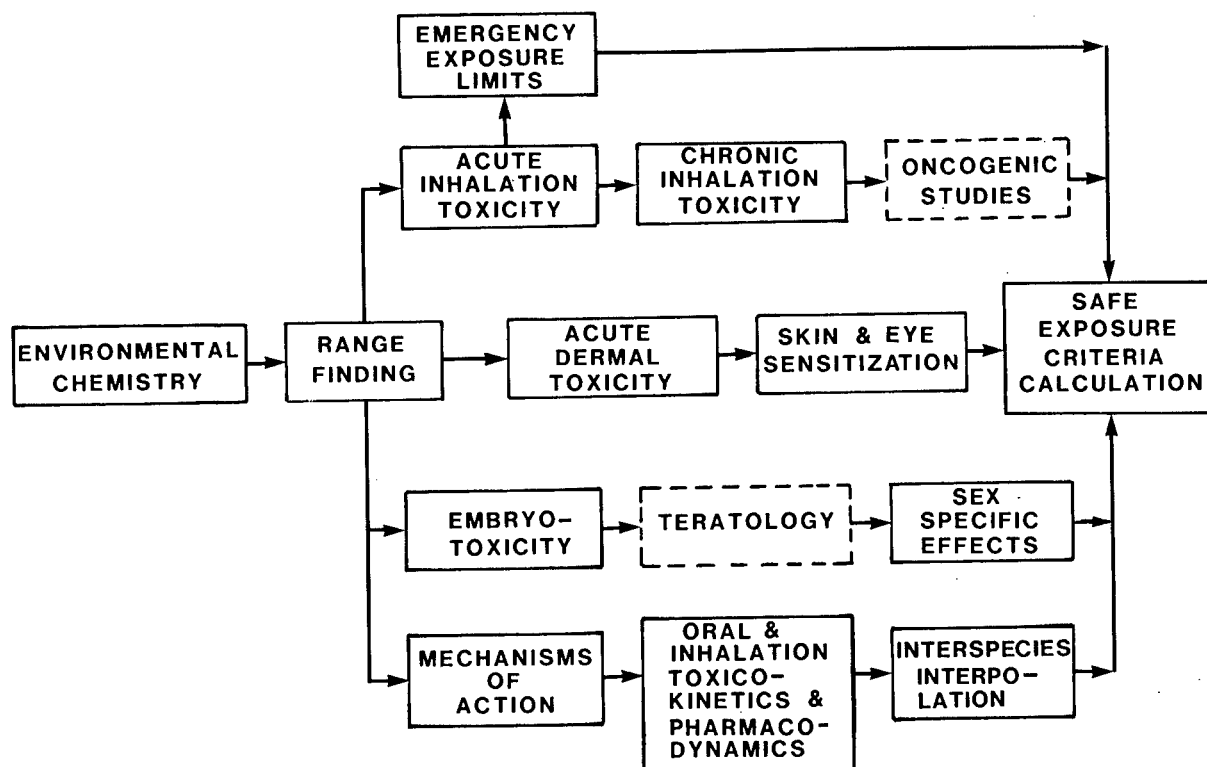 EMERGENCY
EXPOSURE
LIMITS
ACUTE
INHALATION
TOXICITY
CHRONIC
INHALATION
TOXICITY
ONCOGENIC
STUDIES
ENVIRONMENTAL
CHEMISTRY
RANGE
FINDING
ACUTE
DERMAL
TOXICITY
SKIN & EYE
SENSITIZATION
SAFE
EXPOSURE
CRITERIA
CALCULATION
EMBRYO-
TOXICITY
TERATOLOGY
SEX
SPECIFIC
EFFECTS
MECHANISMS
OF
ACTION
ORAL &
INHALATION
TOXICO-
KINETICS &
PHARMACO-
DYNAMICS
INTERSPECIES
INTERPO-
LATION